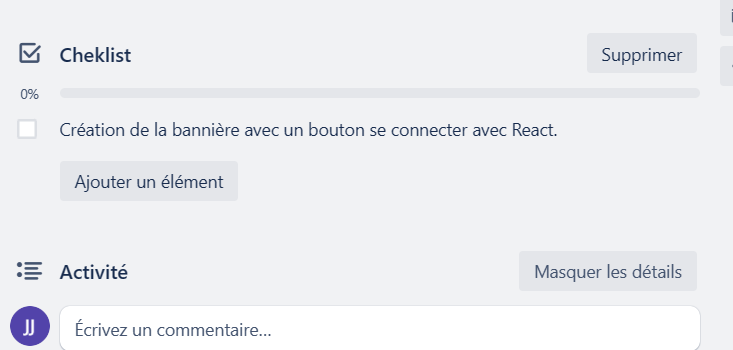 Cheklist
Supprimer
0%
Création de la bannière avec un bouton se connecter avec React.
Ajouter un élément
Activité
Masquer les détails
JJ
Écrivez un commentaire…